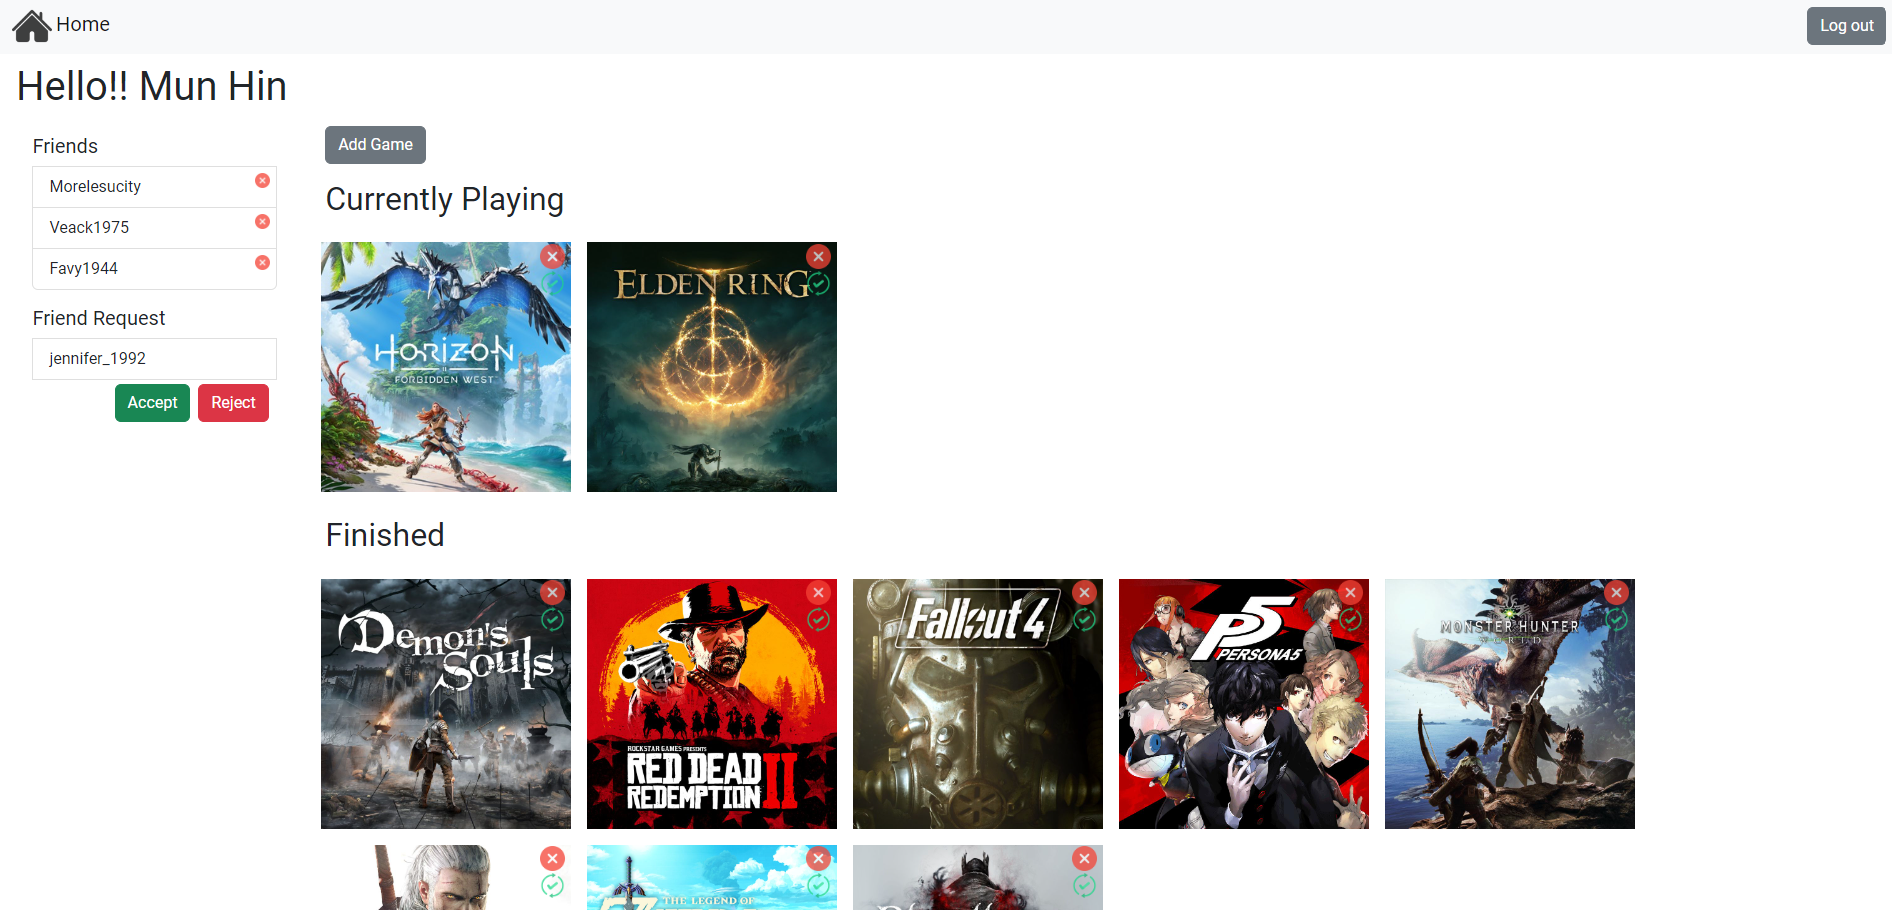 Home
Log out
Hello!! Mun Hin
Friends
Morelesucity
Veack1975
Favy1944
Friend Request
jennifer_1992
Accept
Reject
Add Game
Currently Playing
HORIZON
II
FORBIDDEN WEST
ELDEN RING
Finished
Demon's
Souls
ROCKSTAR GAMES PRESENTS
RED DEAD
REDEMPTION II
Fallout 4
P5
PERSONA5
MONSTER HUNTER
WORLD
THE LEGEND OF